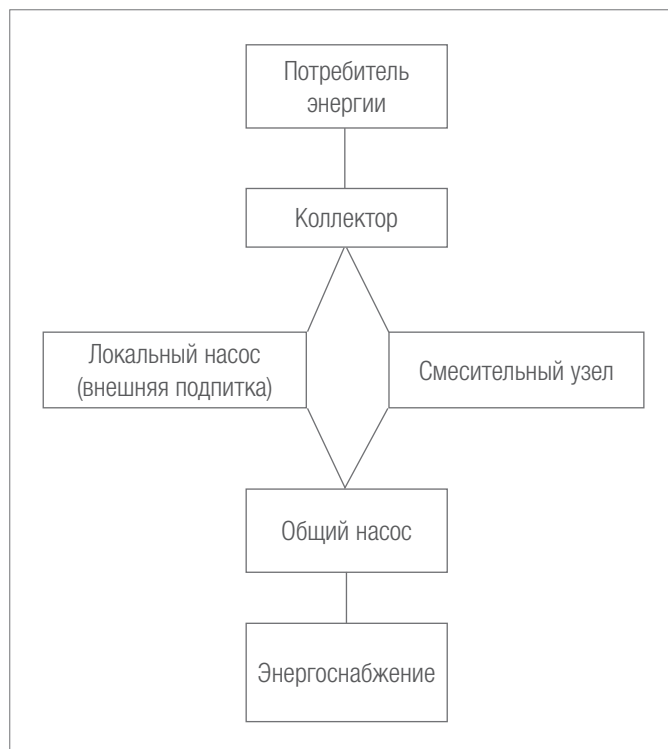 Потребитель
энергии
Коллектор
Локальный насос
(внешняя подпитка)
Смесительный узел
Общий насос
Энергоснабжение